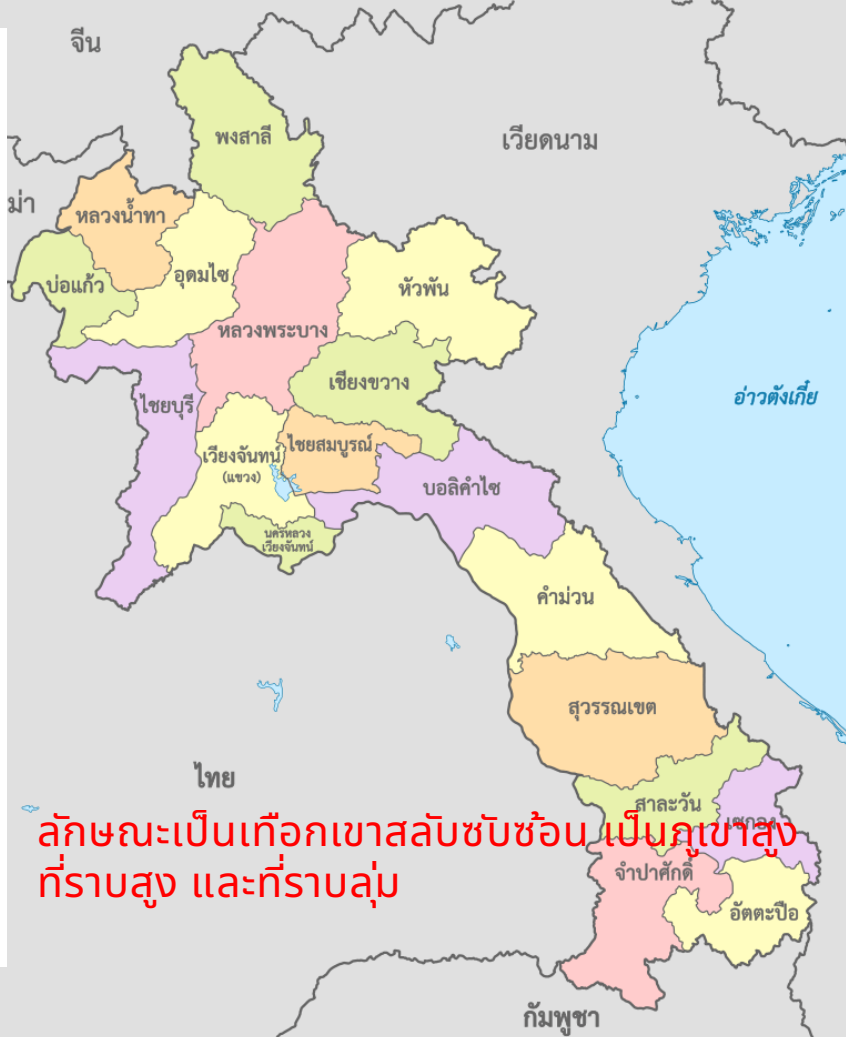 จีน
พงสาลี
เวียดนาม
ม่า
หลวงน้ำทา
อุดมไซ
บ่อแก้ว
หัวพัน
หลวงพระบาง
เชียงขวาง
อ่าวตังเกี๋ย
ไชยบุรี
ไชยสมบูรณ์
เวียงจันทน์
(แขวง)
บอลิคำไซ
นครหลวง
เวียงจันทน์
คำม่วน
สุวรรณเขต
ไทย
สาละวัน
เซกอง
ลักษณะเป็นเทือกเขาสลับซับซ้อน เป็นภูเขาสูง
ที่ราบสูง และที่ราบลุ่ม
จำปาศักดิ์
อัตตะปือ
กัมพูชา